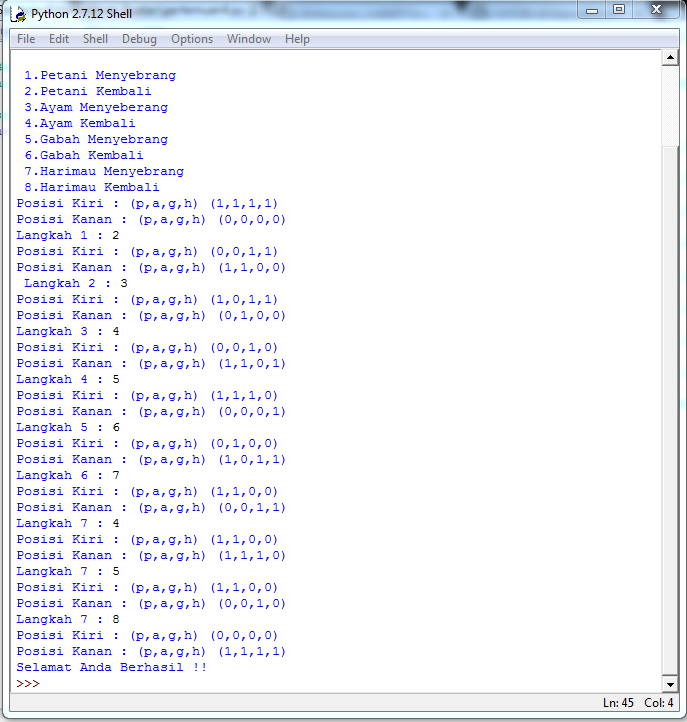 Python 2.7.12 Shell
File Edit Shell Debug Options Window Help
1.Petani Menyebrang
2.Petani Kembali
3.Ayam Menyeberang
4.Ayam Kembali
5.Gabah Menyebrang
6.Gabah Kembali
7.Harimau Menyebrang
8.Harimau Kembali
Posisi Kiri : (p,a,g,h) (1,1,1,1)
Posisi Kanan : (p,a,g,h) (0,0,0,0)
Langkah 1 : 2
Posisi Kiri : (p,a,g,h) (0,0,1,1)
Posisi Kanan : (p,a,g,h) (1,1,0,0)
Langkah 2 : 3
Posisi Kiri : (p,a,g,h) (1,0,1,1)
Posisi Kanan : (p,a,g,h) (0,1,0,0)
Langkah 3 : 4
Posisi Kiri : (p,a,g,h) (0,0,1,0)
Posisi Kanan : (p,a,g,h) (1,1,0,1)
Langkah 4 : 5
Posisi Kiri : (p,a,g,h) (1,1,1,0)
Posisi Kanan : (p,a,g,h) (0,0,0,1)
Langkah 5 : 6
Posisi Kiri : (p,a,g,h) (0,1,0,0)
Posisi Kanan : (p,a,g,h) (1,0,1,1)
Langkah 6 : 7
Posisi Kiri : (p,a,g,h) (1,1,0,0)
Posisi Kanan : (p,a,g,h) (0,0,1,1)
Langkah 7 : 4
Posisi Kiri : (p,a,g,h) (1,1,0,0)
Posisi Kanan : (p,a,g,h) (1,1,1,0)
Langkah 7 : 5
Posisi Kiri : (p,a,g,h) (1,1,0,0)
Posisi Kanan : (p,a,g,h) (0,0,1,0)
Langkah 7 : 8
Posisi Kiri : (p,a,g,h) (0,0,0,0)
Posisi Kanan : (p,a,g,h) (1,1,1,1)
Selamat Anda Berhasil !!
>>>
Ln: 45 Col: 4